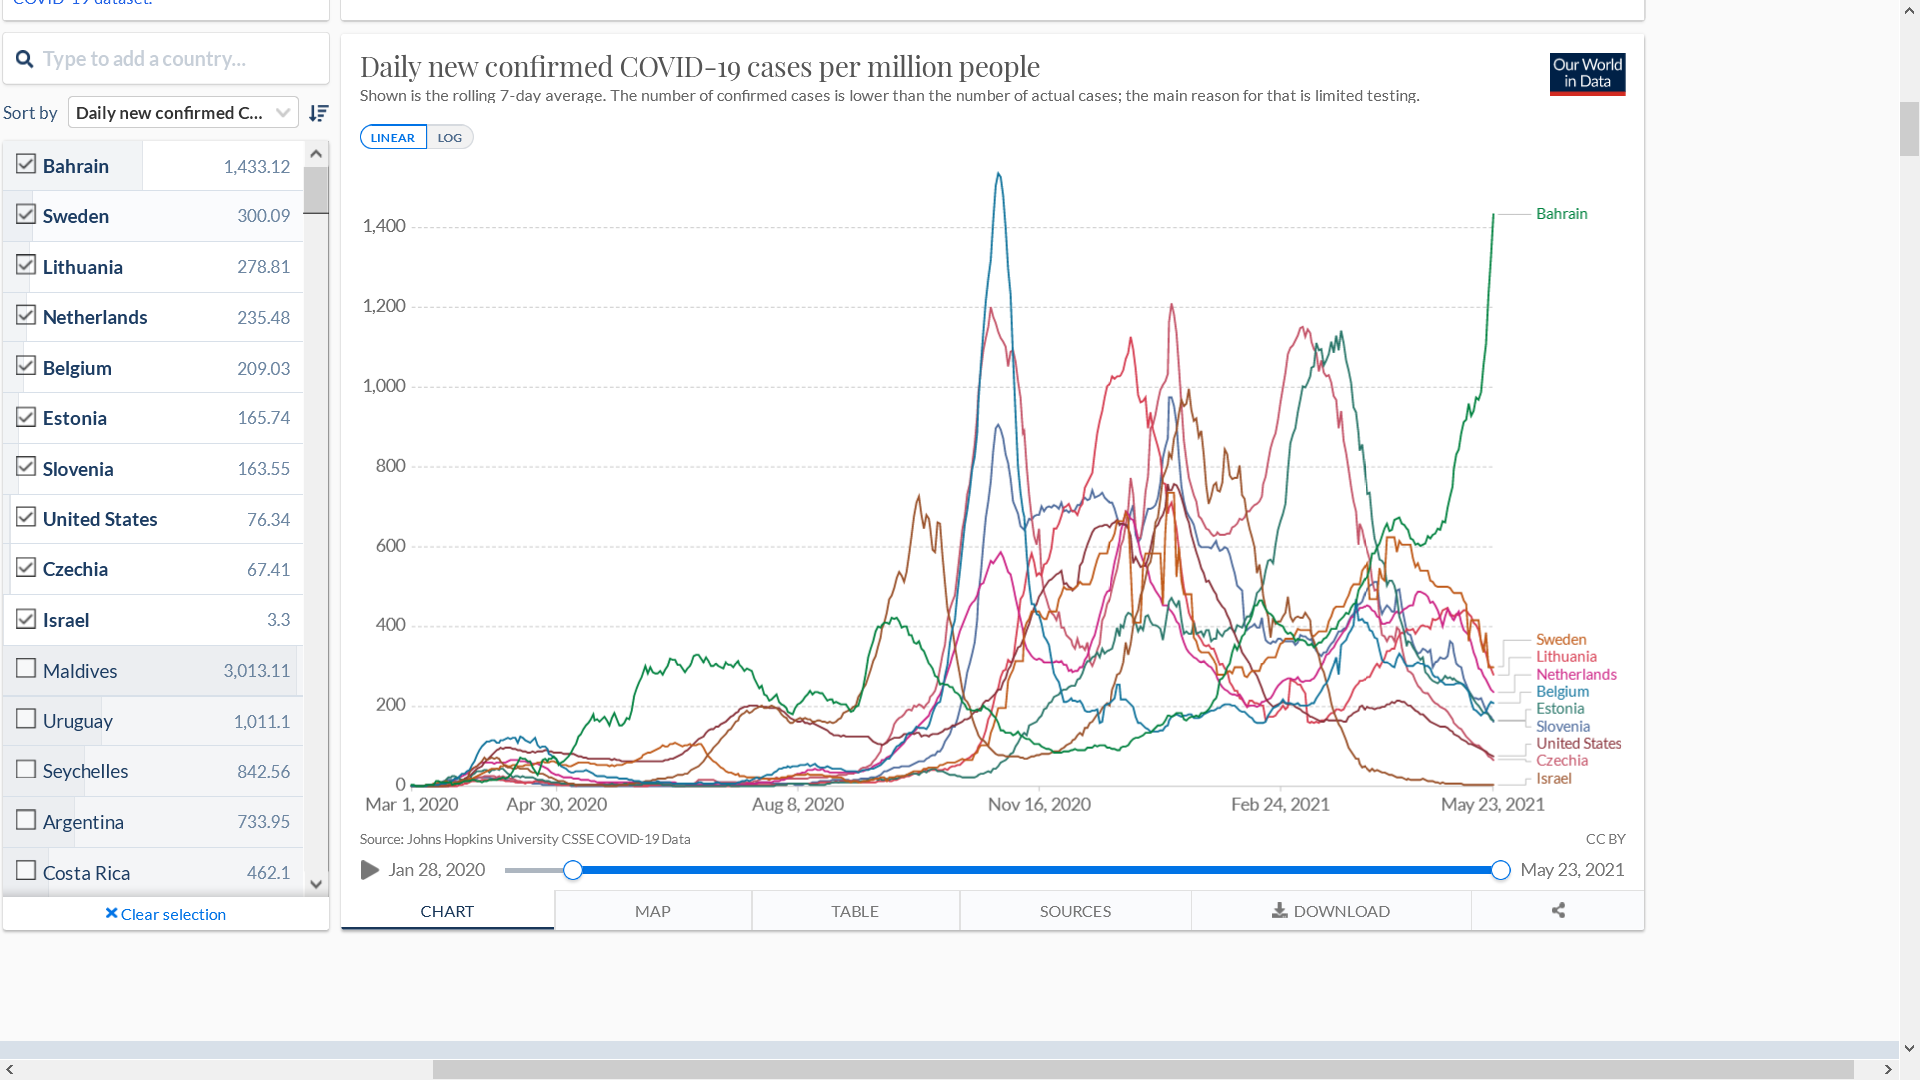 COVID-19 dataset.
Type to add a country...
Sort by
Daily new confirmed C...
Bahrain 1,433.12
Sweden 300.09
Lithuania 278.81
Netherlands 235.48
Belgium 209.03
Estonia 165.74
Slovenia 163.55
United States 76.34
Czechia 67.41
Israel 3.3
Maldives 3,013.11
Uruguay 1,011.1
Seychelles 842.56
Argentina 733.95
Costa Rica 462.1
Clear selection
Daily new confirmed COVID-19 cases per million people
Shown is the rolling 7-day average. The number of confirmed cases is lower than the number of actual cases; the main reason for that is limited testing.
Our World
in Data
LINEAR LOG
1,400
1,200
1,000
800
600
400
200
0
Mar 1, 2020 Apr 30, 2020 Aug 8, 2020 Nov 16, 2020 Feb 24, 2021 May 23, 2021
Bahrain
Sweden
Lithuania
Netherlands
Belgium
Estonia
Slovenia
United States
Czechia
Israel
Source: Johns Hopkins University CSSE COVID-19 Data
CC BY
Jan 28, 2020 May 23, 2021
CHART MAP TABLE SOURCES DOWNLOAD